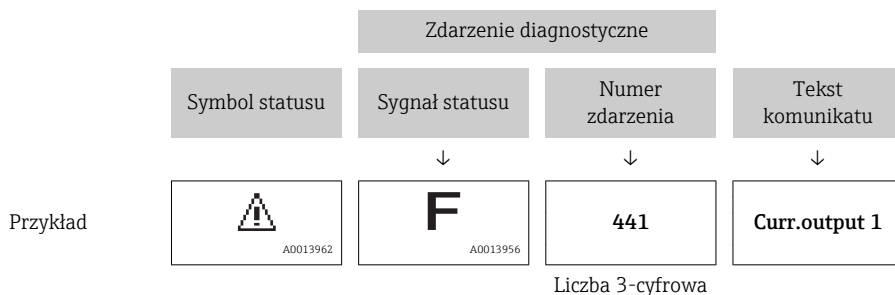 Zdarzenie diagnostyczne
Symbol statusu
Sygnał statusu
Numer
zdarzenia
Tekst
komunikatu
Przykład
A0013962
F
A0013956
441
Curr.output 1
Liczba 3-cyfrowa